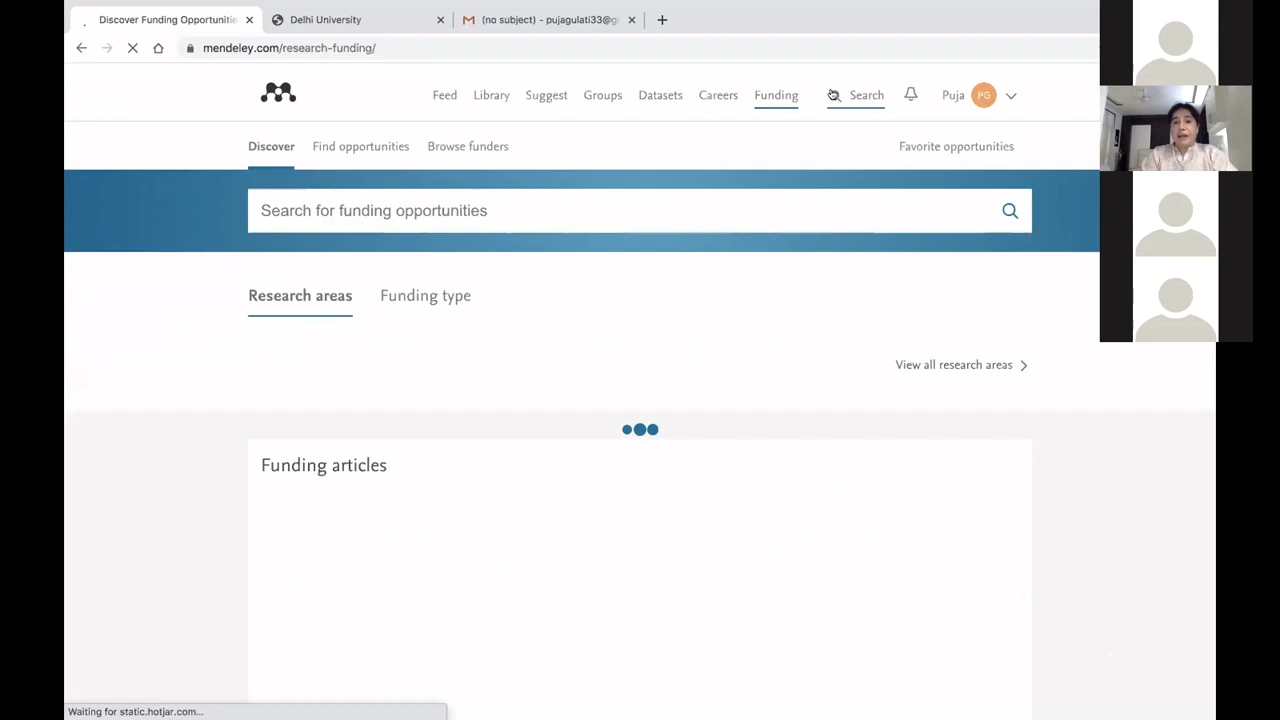 Discover Funding Opportunitie
Delhi University
(no subject) - pujagulati33@g
mendeley.com/research-funding/
Feed Library Suggest Groups Datasets Careers Funding Search Puja PG
Discover Find opportunities Browse funders Favorite opportunities
Search for funding opportunities
Research areas Funding type
View all research areas
Funding articles
Waiting for static.hotjar.com...